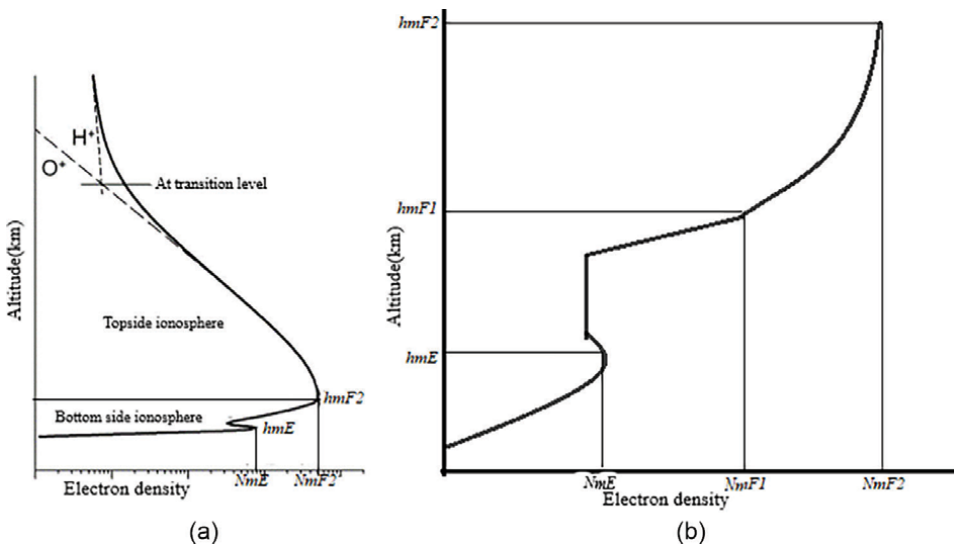 H+
O+
At transition level
Altitude(km)
Topside ionosphere
hmF2
Bottom side ionosphere
hmE
NmE
NmF2
Electron density
(a)
hmF2
hmF1
Altitude(km)
hmE
NmE
NmF1
NmF2
Electron density
(b)